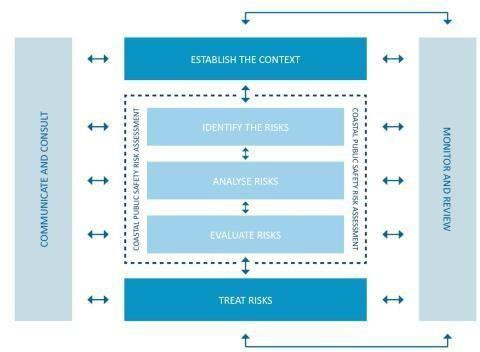 ESTABLISH THE CONTEXT
COMMUNICATE AND CONSULT
COASTAL PUBLIC SAFETY RISK ASSESSMENT
IDENTIFY THE RISKS
ANALYSE RISKS
EVALUATE RISKS
COASTAL PUBLIC SAFETY RISK ASSESSMENT
MONITOR AND REVIEW
TREAT RISKS